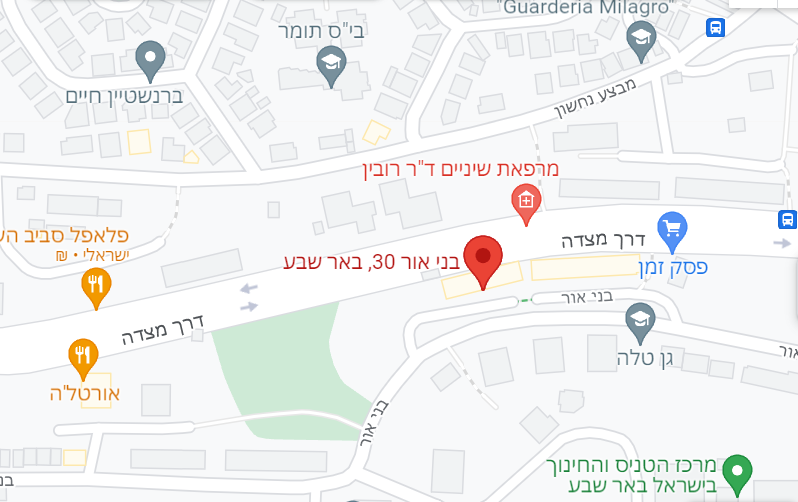 "Guarderia Milagro"
בי"ס תומר
ברנשטיין חיים
מבצע נחשון
מרפאת שיניים ד"ר רובין
פלאפל סביב הע
ישראלי • ₪
דרך מצדה
פסק זמן
בני אור 30, באר שבע
בני אור
דרך מצדה
גן טלה
אור
אורטל'ה
בני אור
מרכז הטניס והחינוך
בישראל באר שבע
בנ